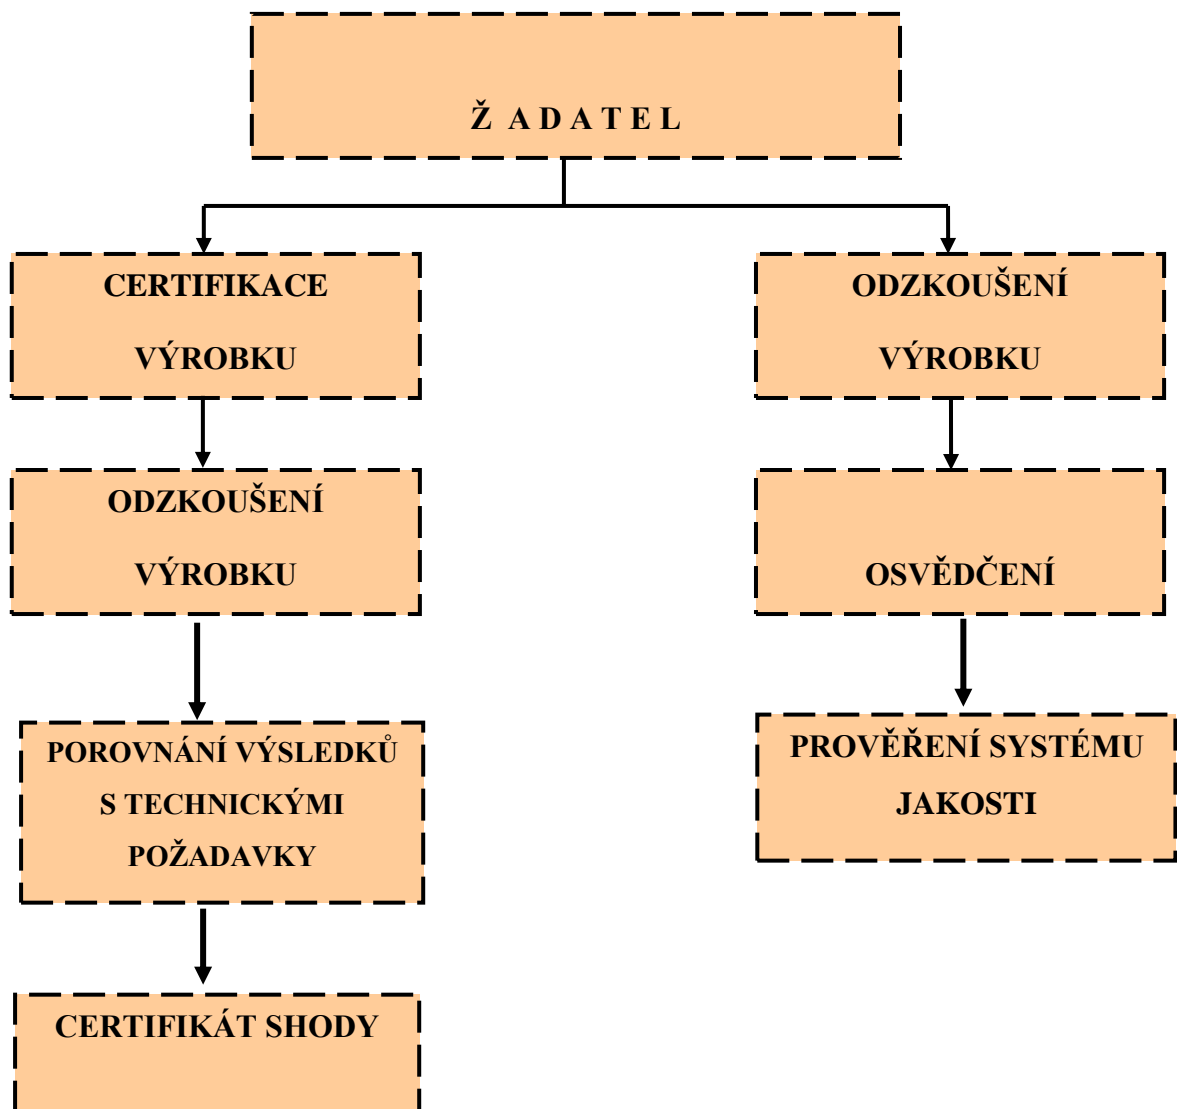 Ž A D A T E L
CERTIFIKACE
VÝROBKU
ODZKOUŠENÍ
VÝROBKU
POROVNÁNÍ VÝSLEDKŮ
S TECHNICKÝMI
POŽADAVKY
CERTIFIKÁT SHODY
ODZKOUŠENÍ
VÝROBKU
OSVĚDČENÍ
PROVĚŘENÍ SYSTÉMU
JAKOSTI